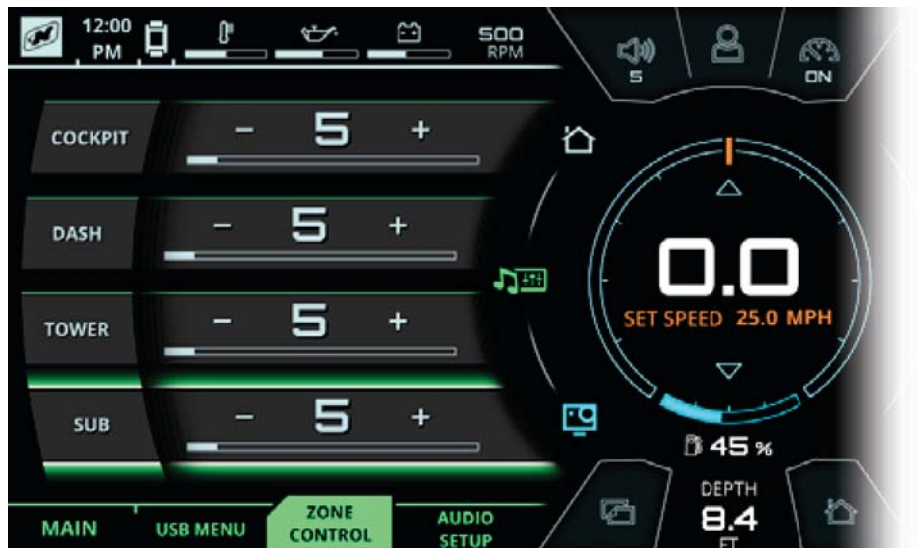 12:00
PM
500
RPM
5
ON
COCKPIT
- 5 +
DASH
- 5 +
TOWER
- 5 +
SUB
- 5 +
0.0
SET SPEED 25.0 MPH
45 %
DEPTH
8.4
FT
MAIN
USB MENU
ZONE
CONTROL
AUDIO
SETUP